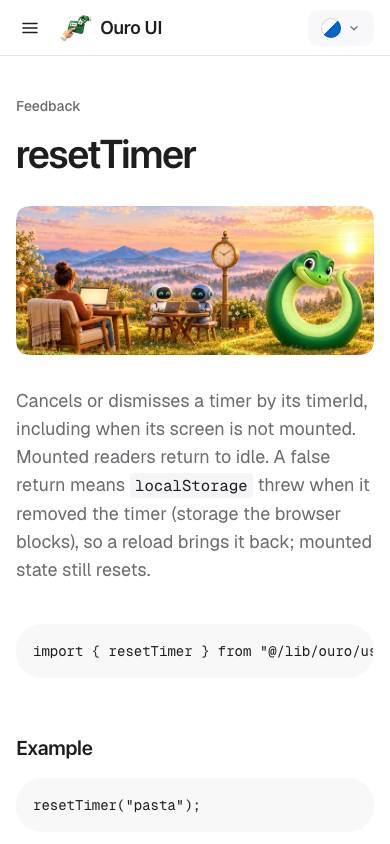 Ouro UI
Feedback
resetTimer
Cancels or dismisses a timer by its timerId,
including when its screen is not mounted.
Mounted readers return to idle. A false
return means localStorage threw when it
removed the timer (storage the browser
blocks), so a reload brings it back; mounted
state still resets.
import { resetTimer } from "@/lib/ouro/us
Example
resetTimer("pasta");